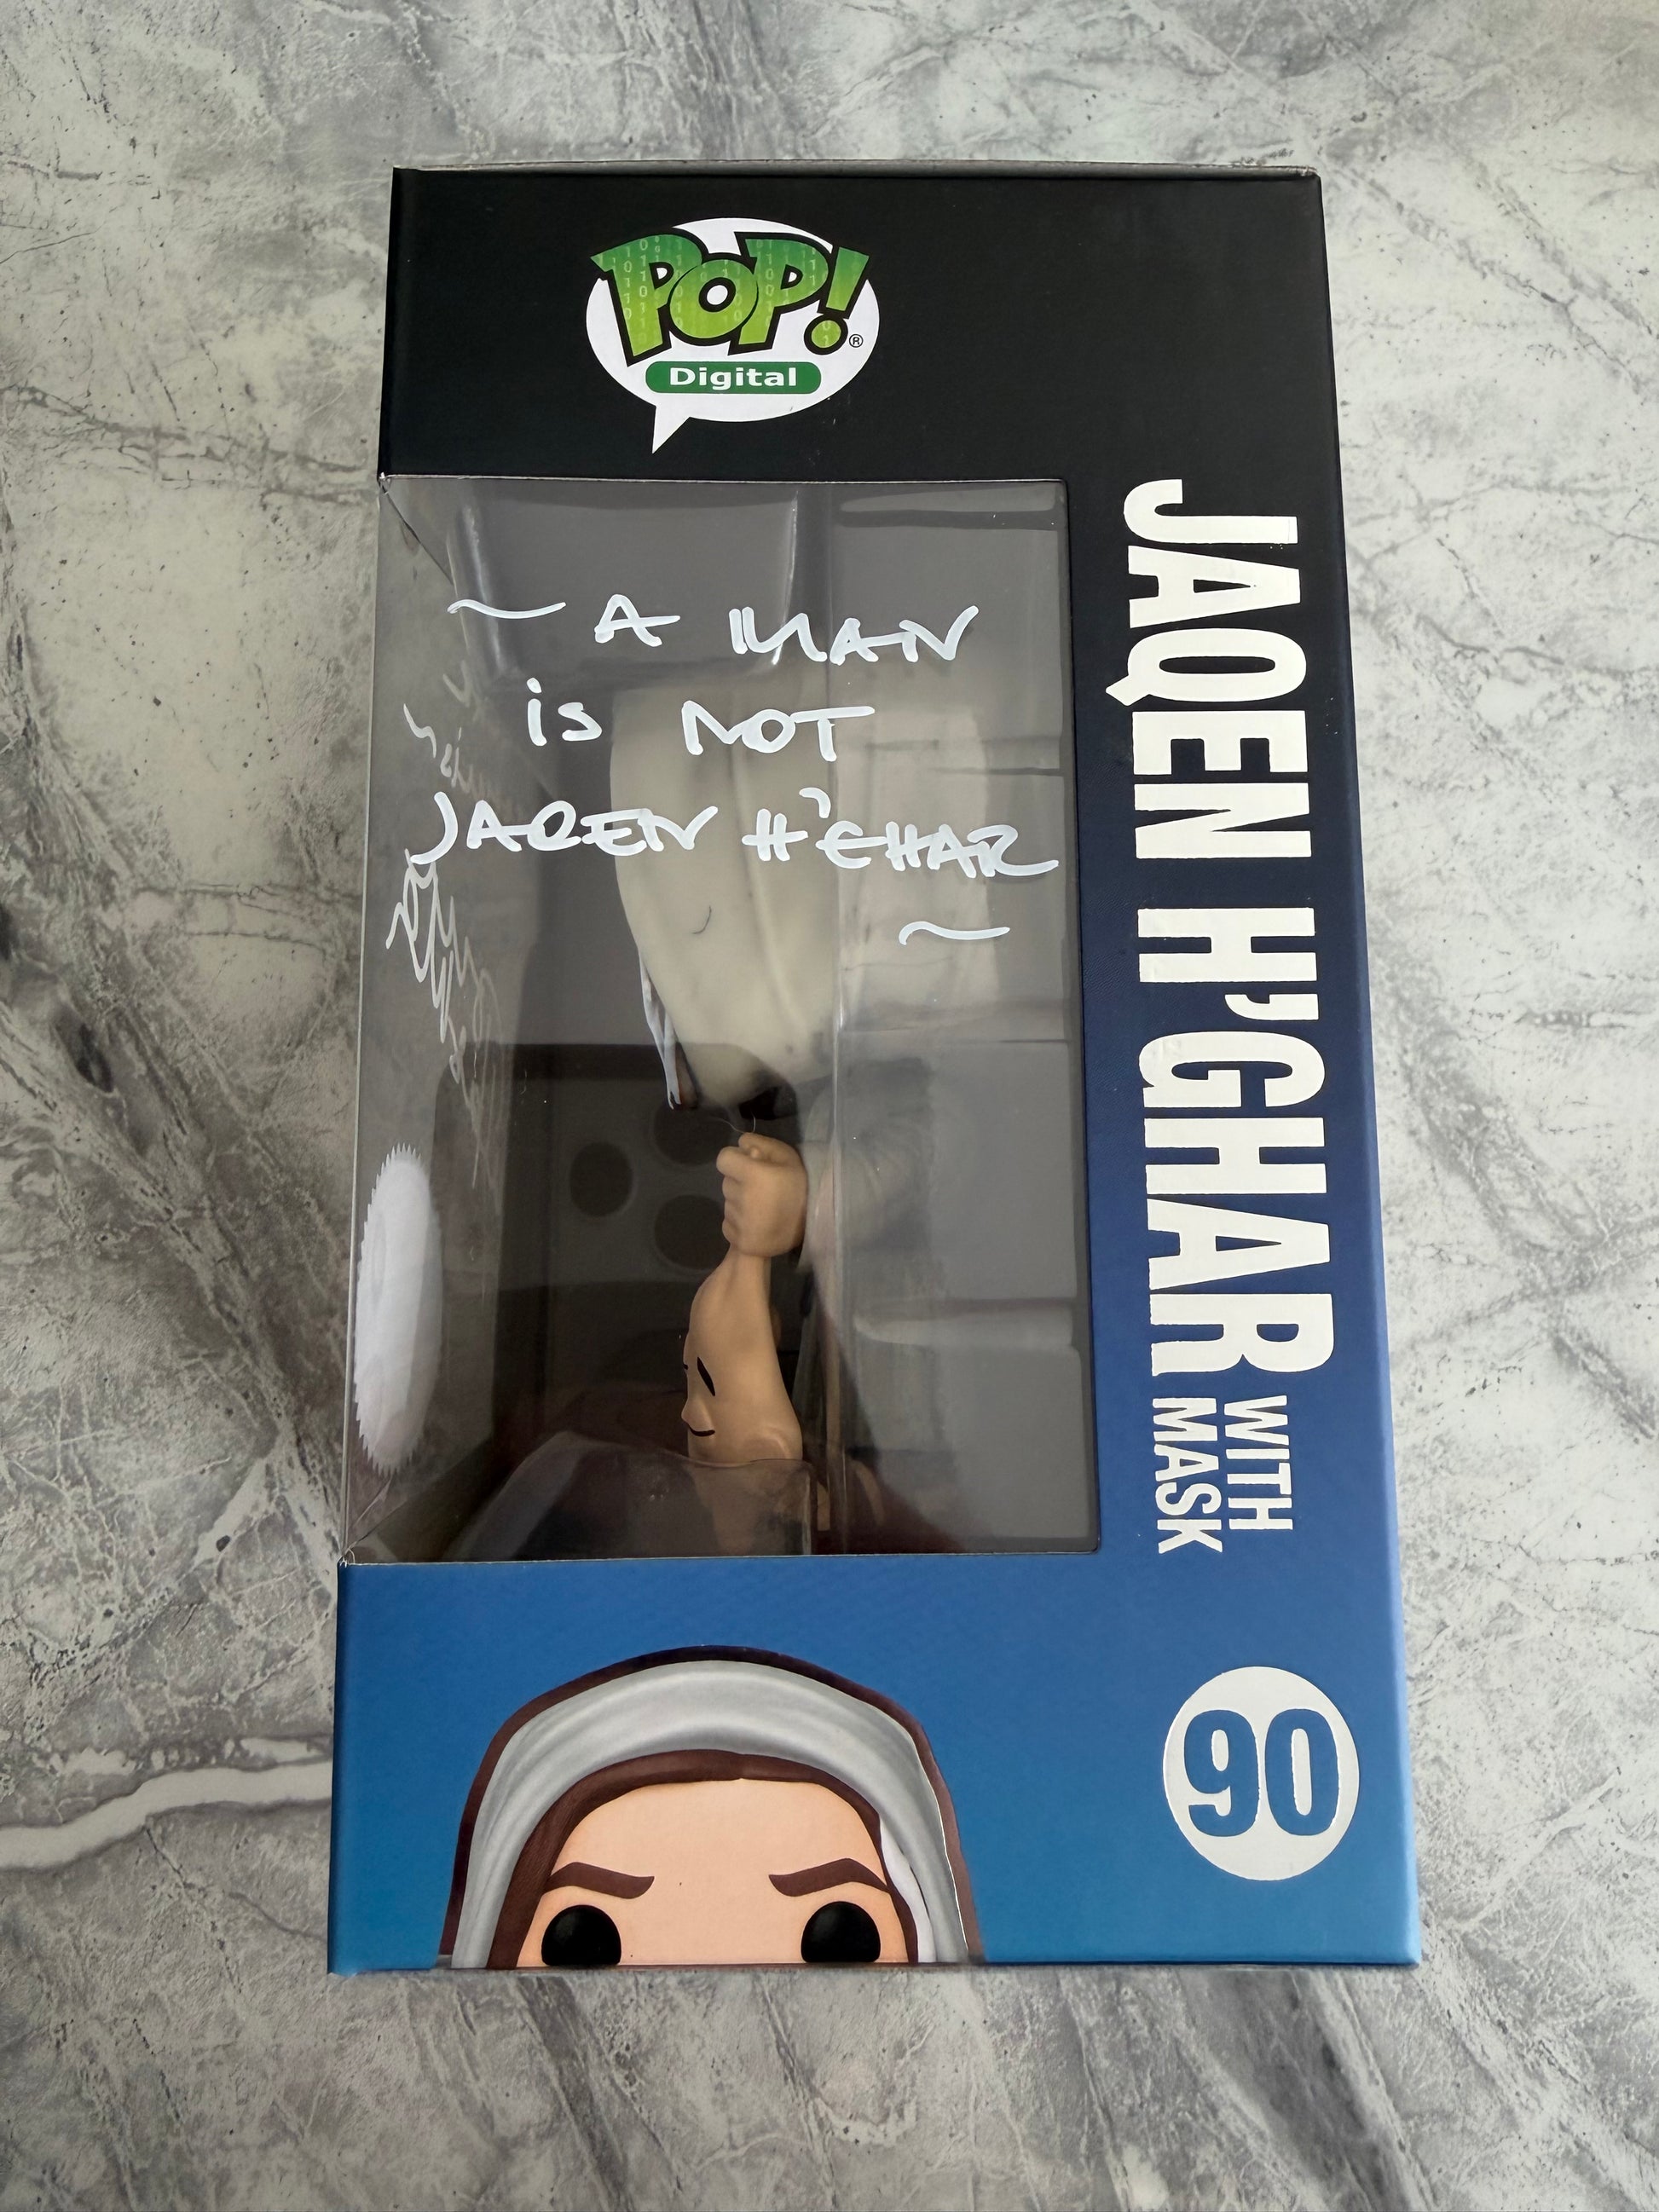 POP!®
Digital
~ A MAN
is NOT
JAQEN H'GHAR
~
JAQEN H'GHAR WITH
MASK
90